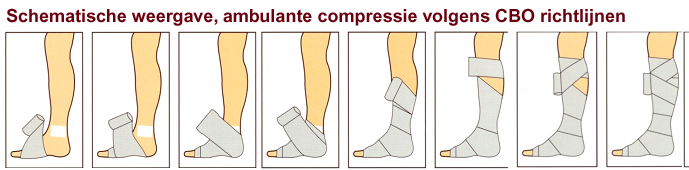 Schematische weergave, ambulante compressie volgens CBO richtlijnen